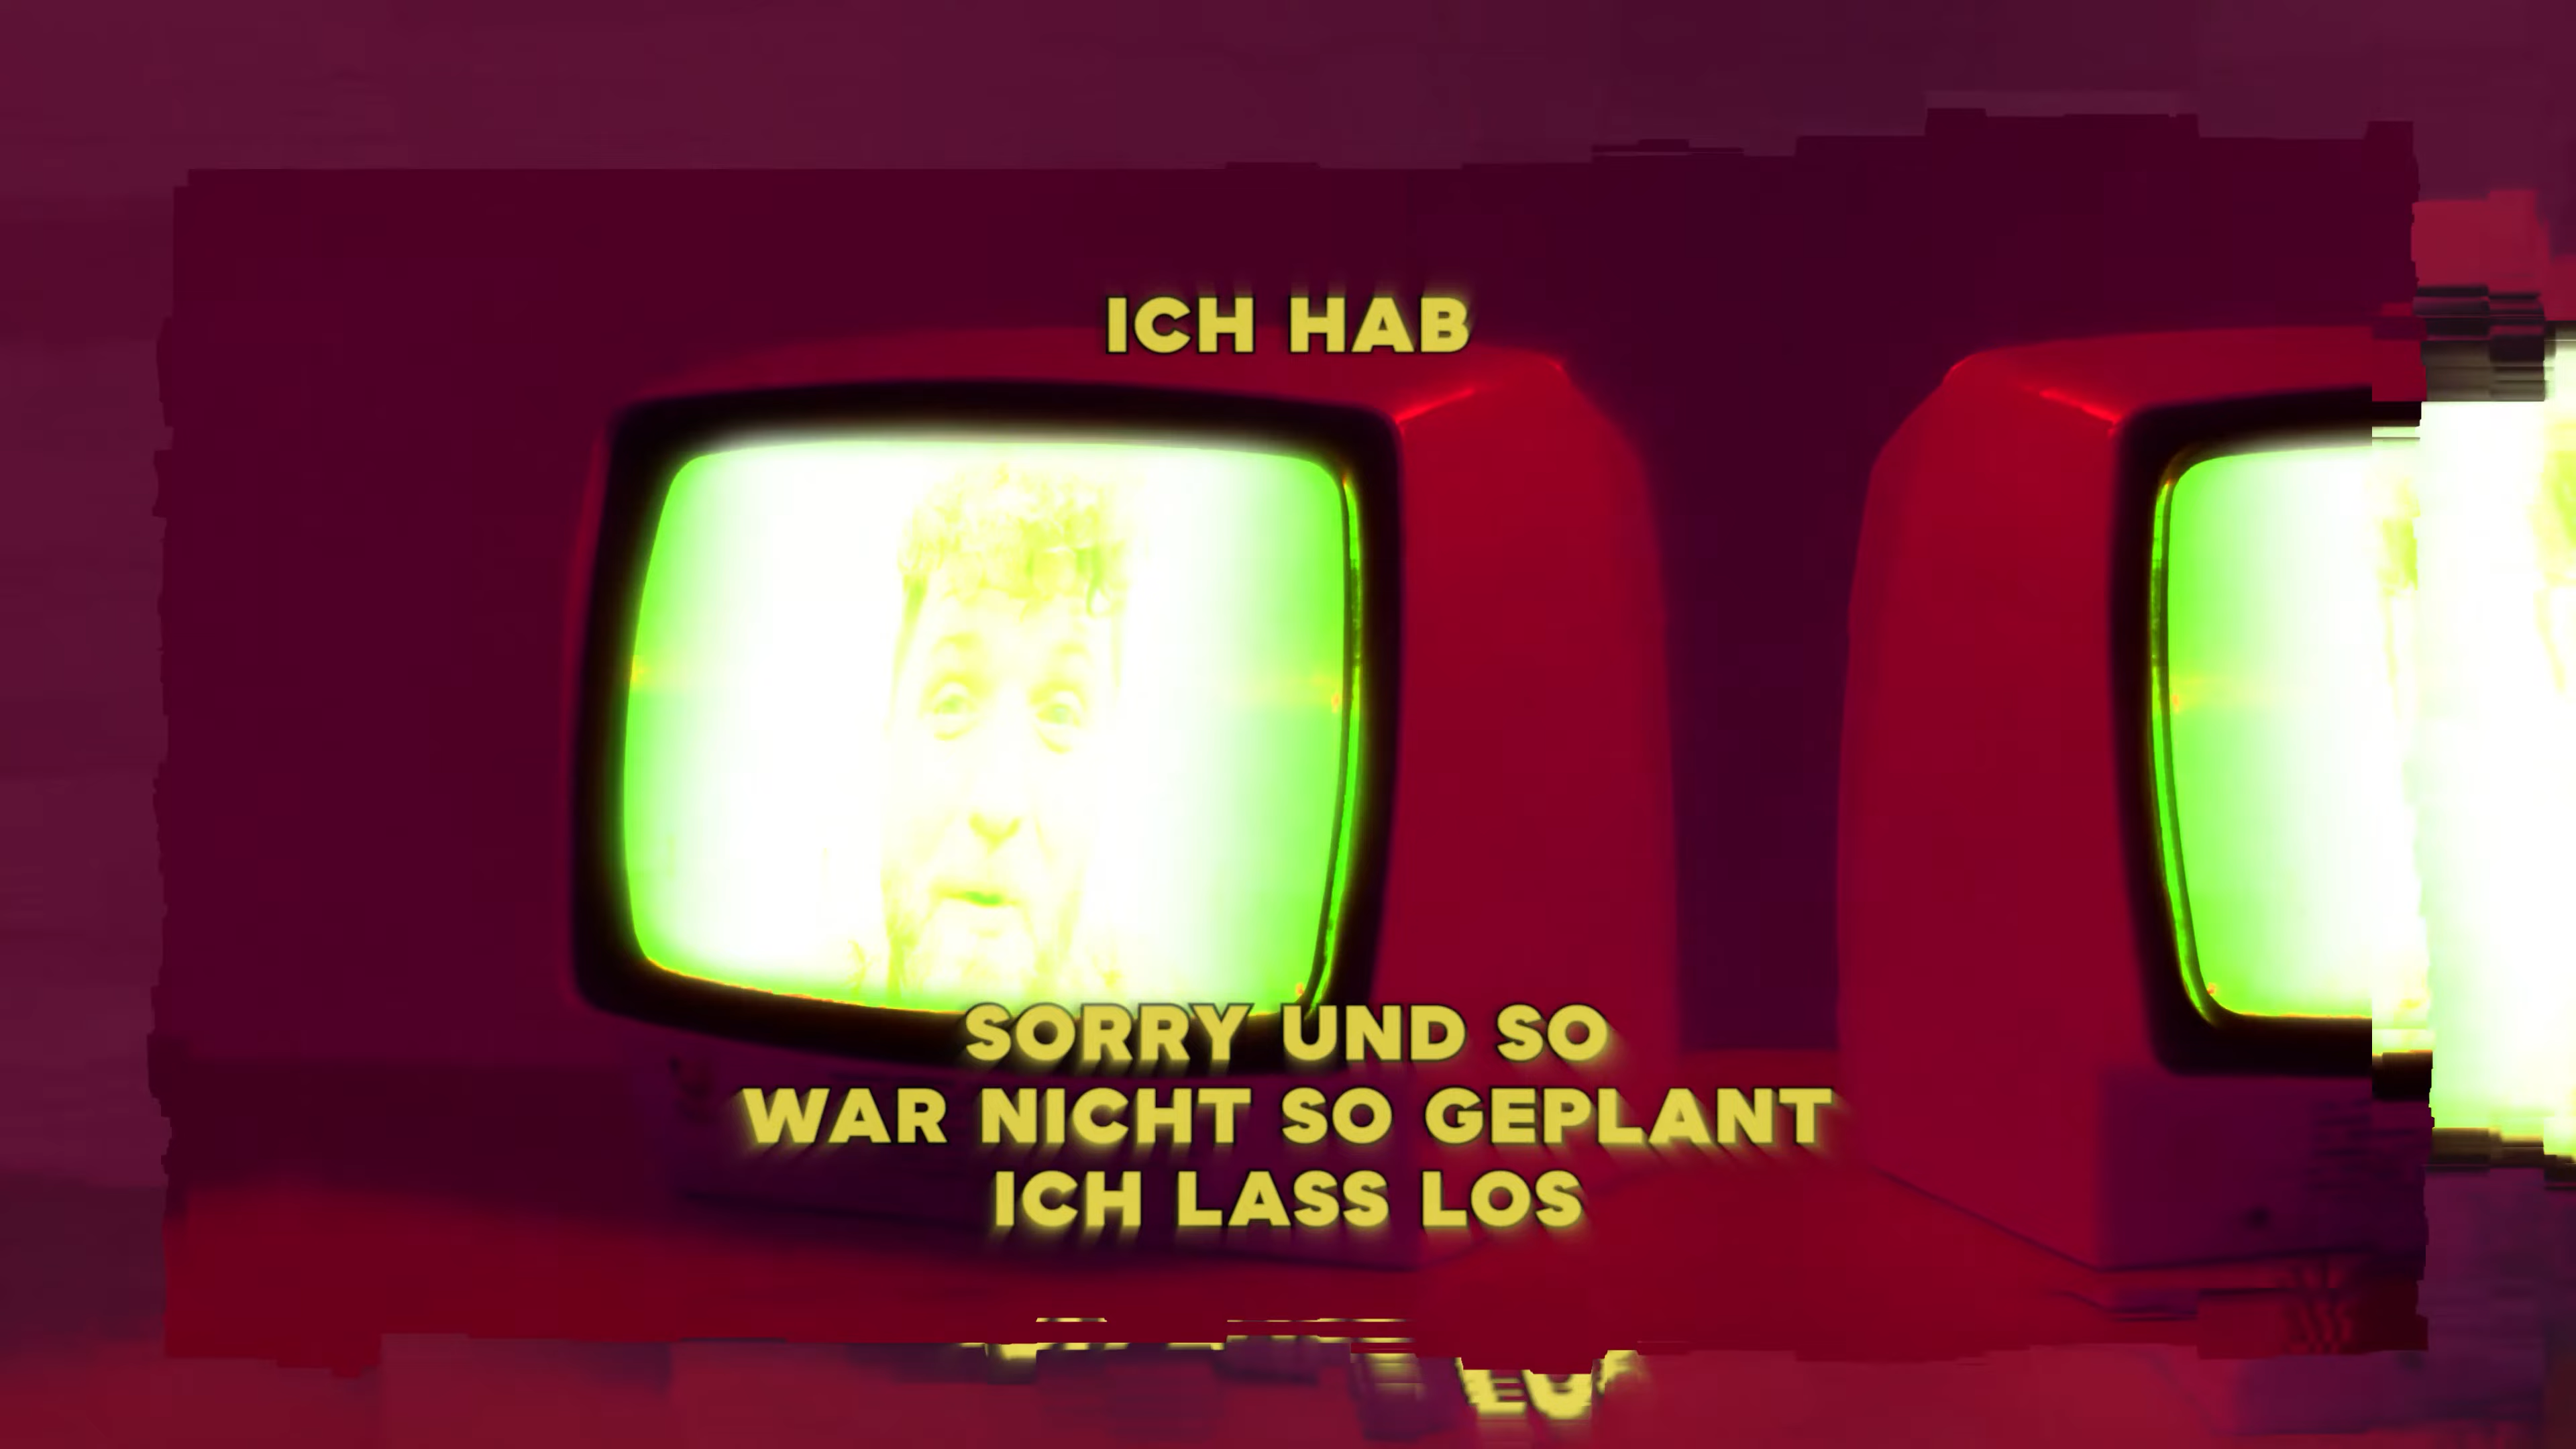 ICH HAB
SORRY UND SO
WAR NICHT SO GEPLANT
ICH LASS LOS